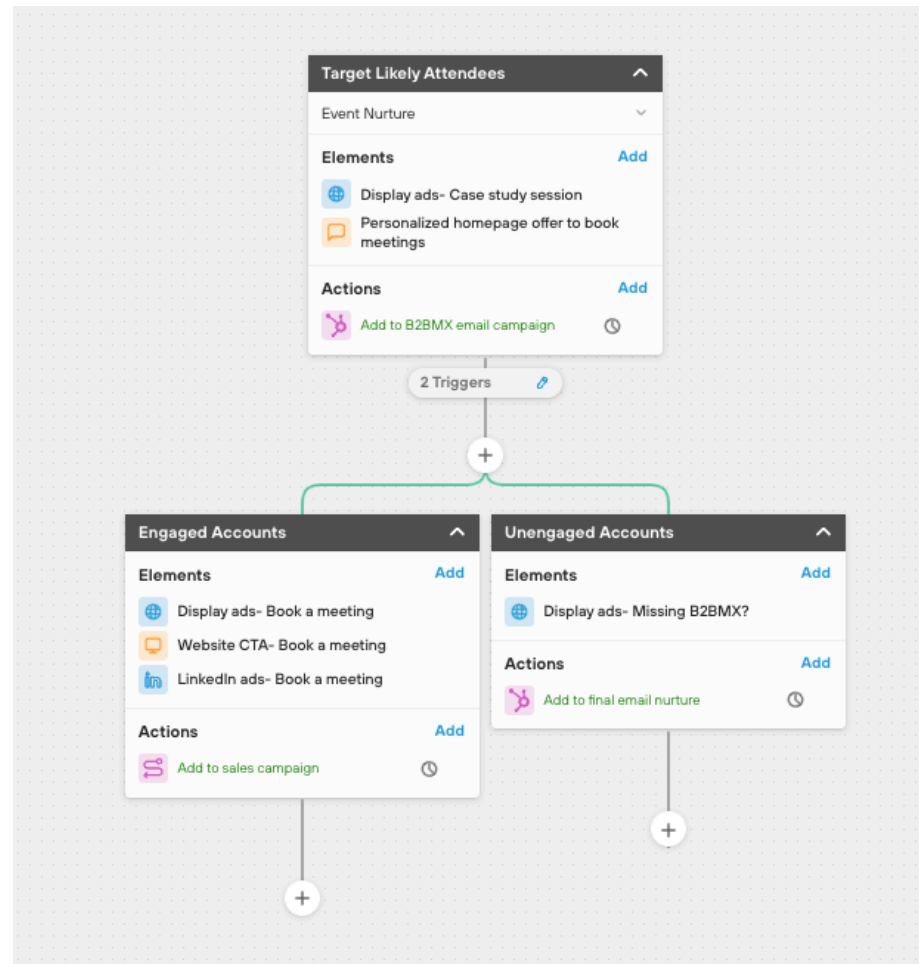 Target Likely Attendees
Event Nurture
Elements
Add
Display ads- Case study session
Personalized homepage offer to book
meetings
Actions
Add
Add to B2BMX email campaign
2 Triggers
Engaged Accounts
Elements
Add
Display ads- Book a meeting
Website CTA- Book a meeting
LinkedIn ads- Book a meeting
Actions
Add
Add to sales campaign
Unengaged Accounts
Elements
Add
Display ads- Missing B2BMX?
Actions
Add
Add to final email nurture